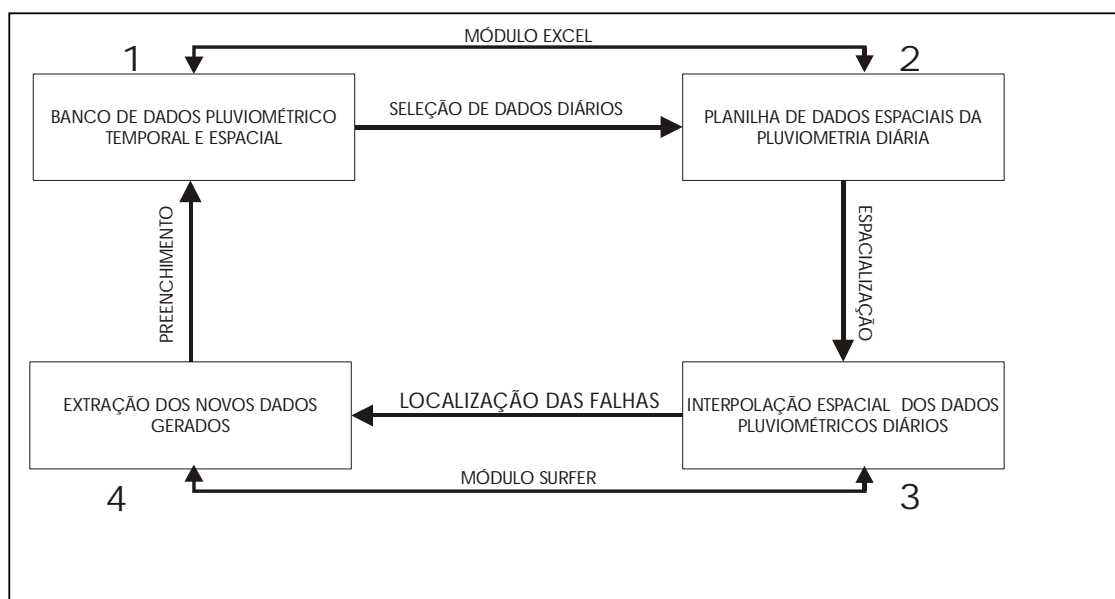 MÓDULO EXCEL
1
2
BANCO DE DADOS PLUVIOMÉTRICO
TEMPORAL E ESPACIAL
SELEÇÃO DE DADOS DIÁRIOS
PLANILHA DE DADOS ESPACIAIS DA
PLUVIOMETRIA DIÁRIA
PREENCHIMENTO
ESPACIALIZAÇÃO
EXTRAÇÃO DOS NOVOS DADOS
GERADOS
LOCALIZAÇÃO DAS FALHAS
INTERPOLAÇÃO ESPACIAL DOS DADOS
PLUVIOMÉTRICOS DIÁRIOS
MÓDULO SURFER
4
3